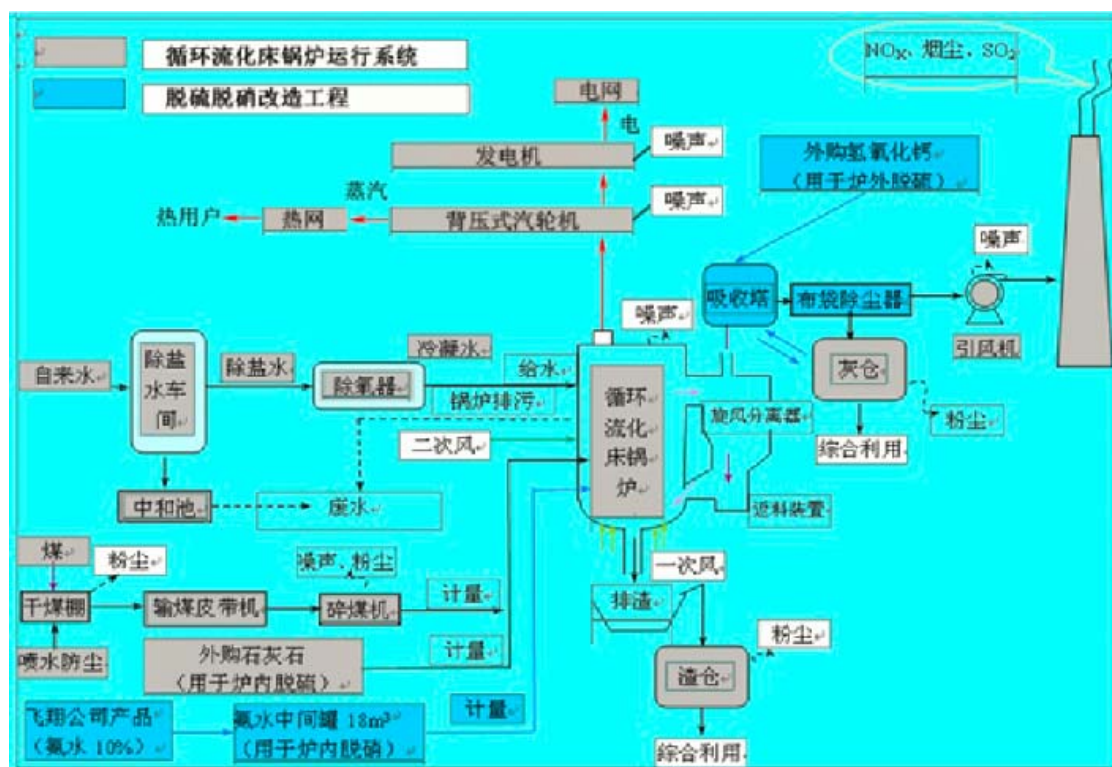 循环流化床锅炉运行系统
NOX、烟尘、SO2
脱硫脱硝改造工程
电网
电
发电机
噪声
外购氢氧化钙
（用于炉外脱硫）
蒸汽
热用户
热网
背压式汽轮机
噪声
噪声
吸收塔
布袋除尘器
引风机
噪声
自来水
除盐
水车
间
除盐水
除氧器
冷凝水
给水
锅炉排污
二次风
循环
流化
床锅
炉
旋风分离器
灰仓
粉尘
综合利用
中和池
废水
返料装置
煤
粉尘
噪声、粉尘
一次风
干煤棚
输煤皮带机
碎煤机
计量
排渣
喷水防尘
外购石灰石
（用于炉内脱硫）
计量
粉尘
渣仓
飞翔公司产品
（氨水 10%）
氨水中间罐 18m³
（用于炉内脱硝）
计量
综合利用